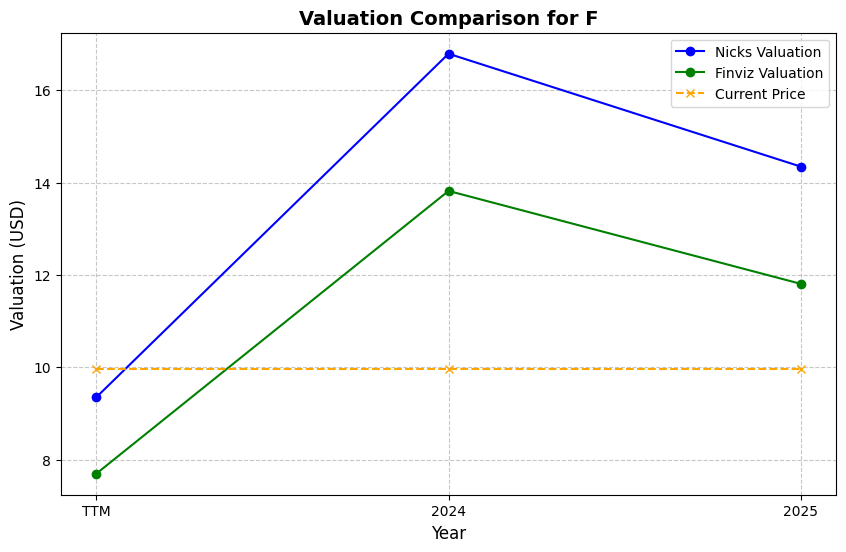 Valuation Comparison for F
Nicks Valuation
Finviz Valuation
Current Price
Valuation (USD)
16
14
12
10
8
TTM
2024
2025
Year